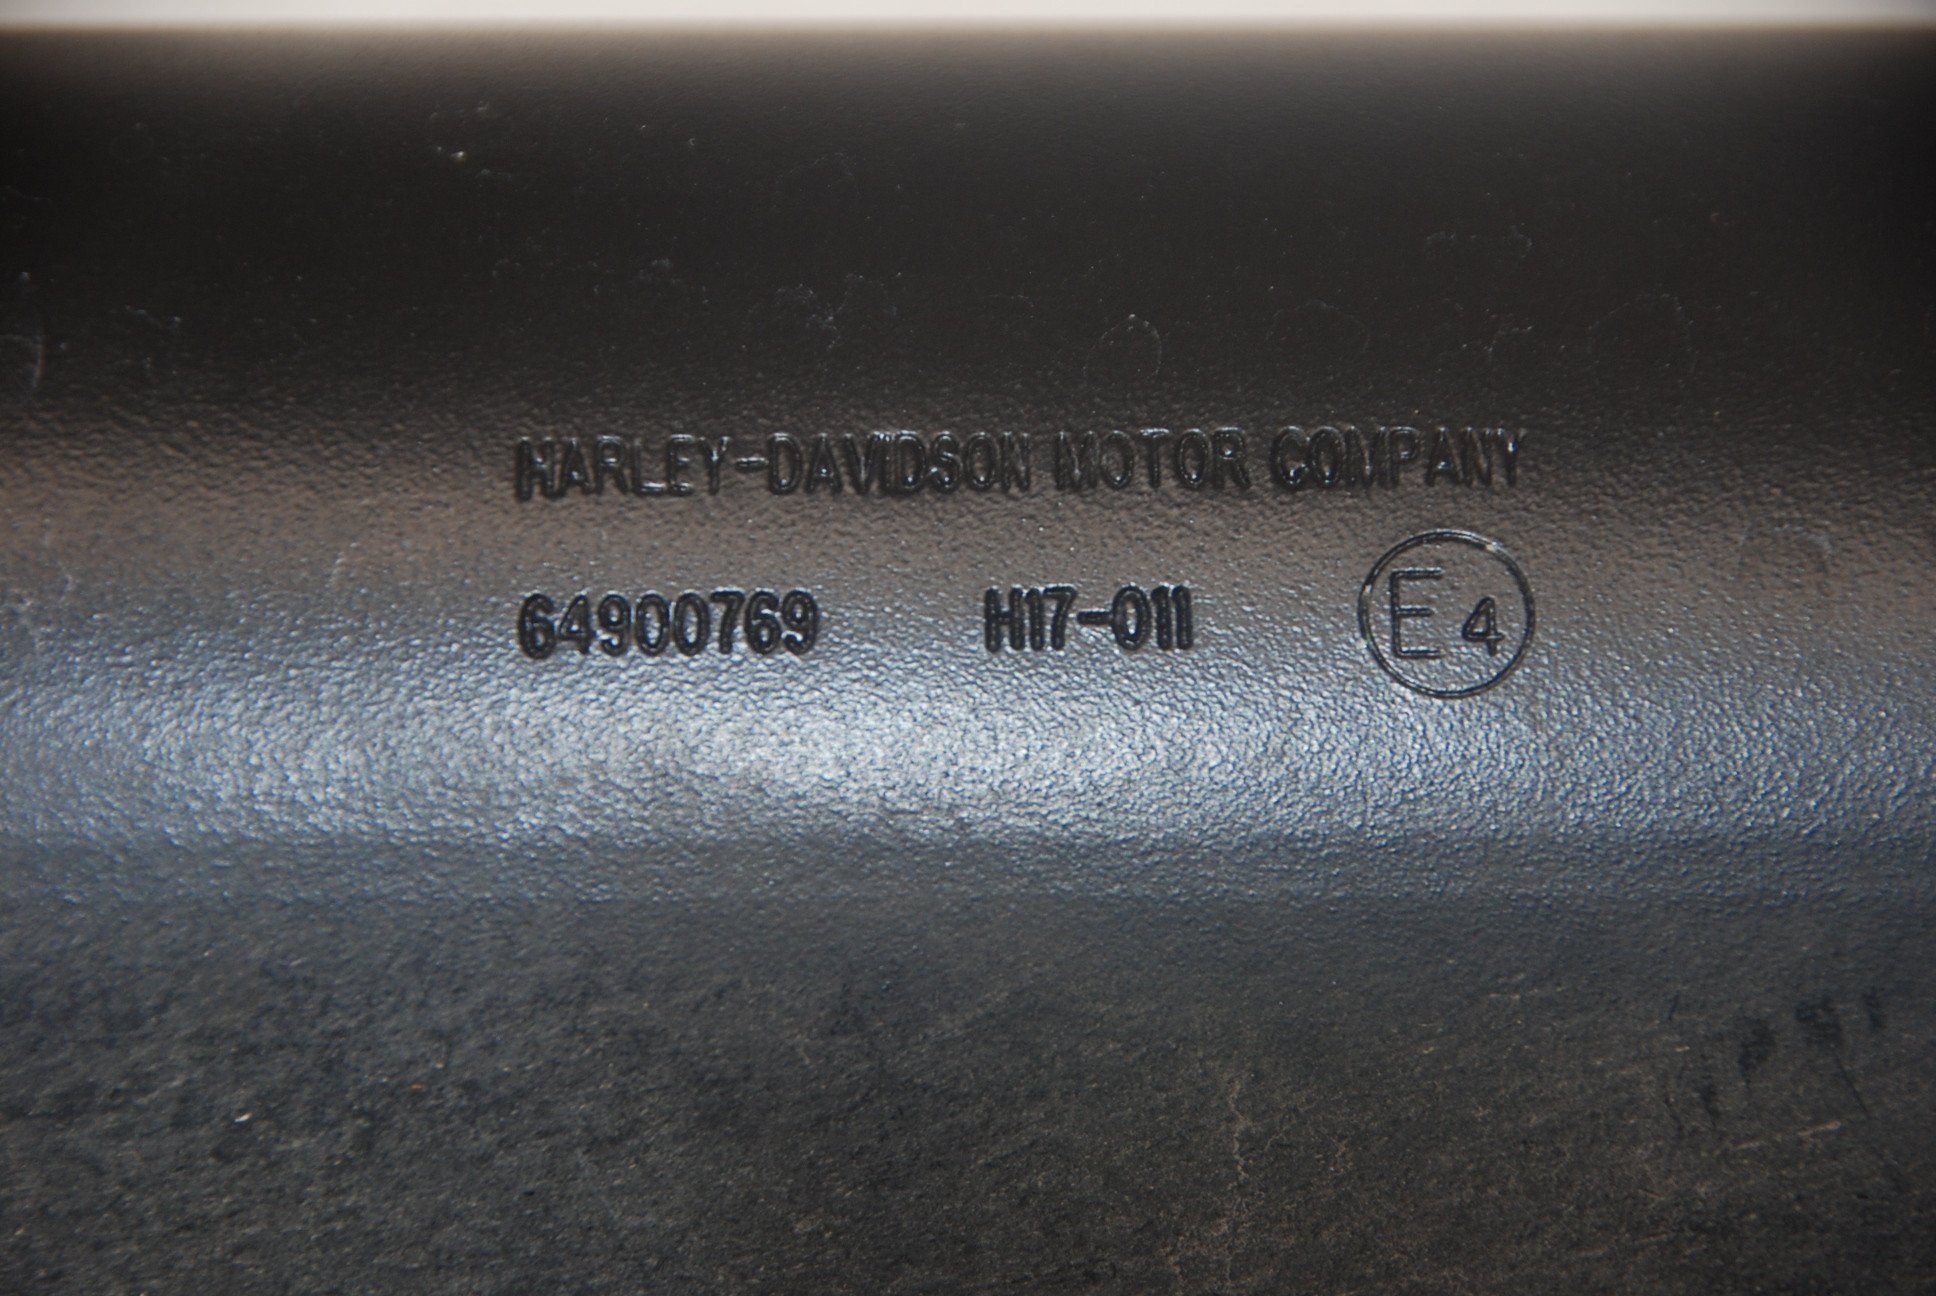 HARLEY-DAVIDSON MOTOR COMPANY
64900769 H17-011 E4